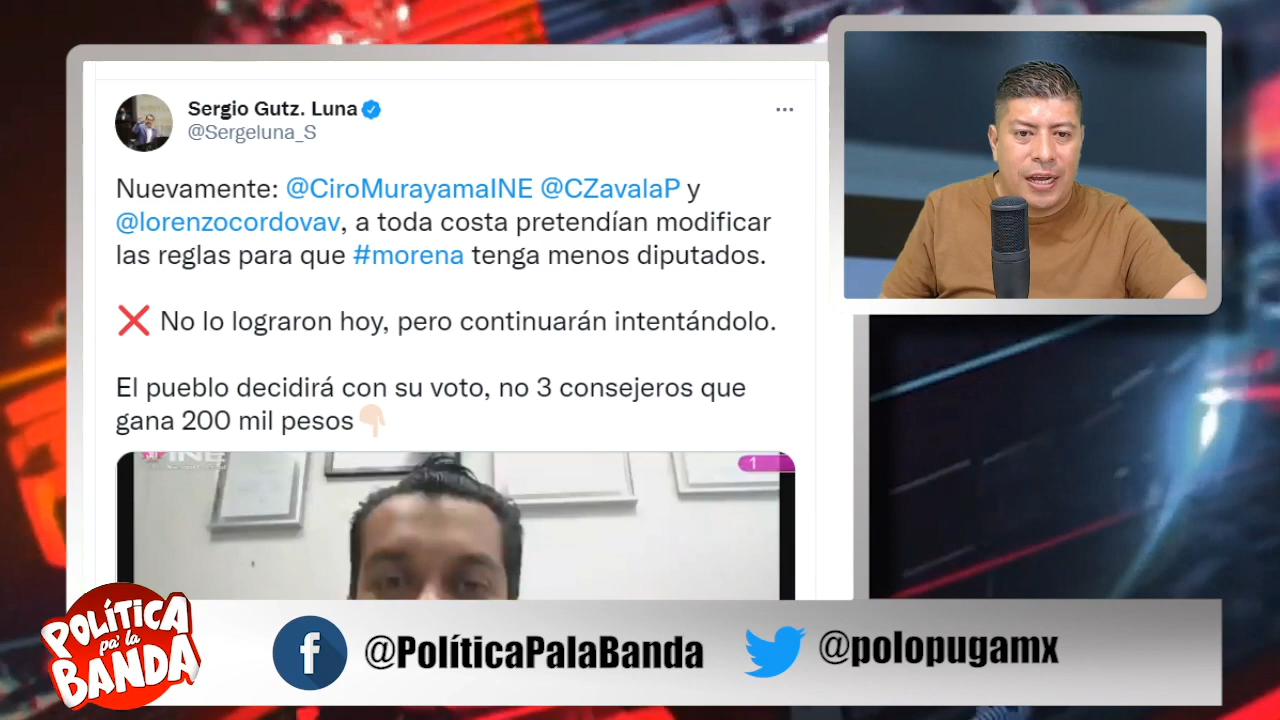 Sergio Gutz. Luna
@Sergeluna_S
Nuevamente: @CiroMurayamaINE @CZavalaP y
@lorenzocordovav, a toda costa pretendían modificar
las reglas para que #morena tenga menos diputados.
❌ No lo lograron hoy, pero continuarán intentándolo.
El pueblo decidirá con su voto, no 3 consejeros que
gana 200 mil pesos👇🏻
INE
1
POLÍTICA
pa' la
BANDA
f @PolíticaPalaBanda
@polopugamx